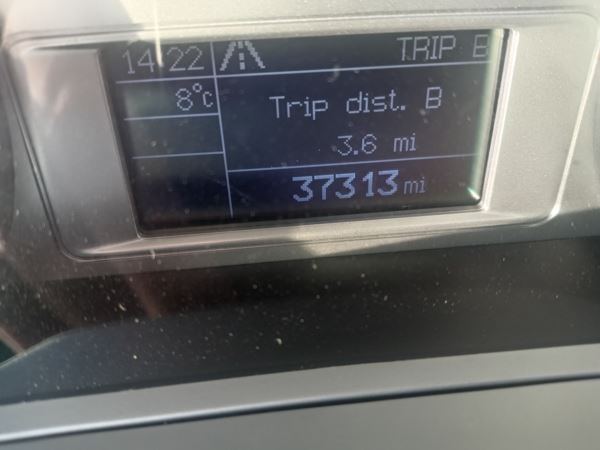 14 22 TRIP B
8°c
Trip dist. B
3.6 mi
37313 mi